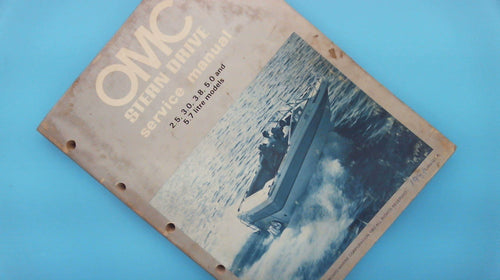 OMC
STERN DRIVE
service manual
2.5, 3.0, 3.8, 5.0 and
5.7 litre models